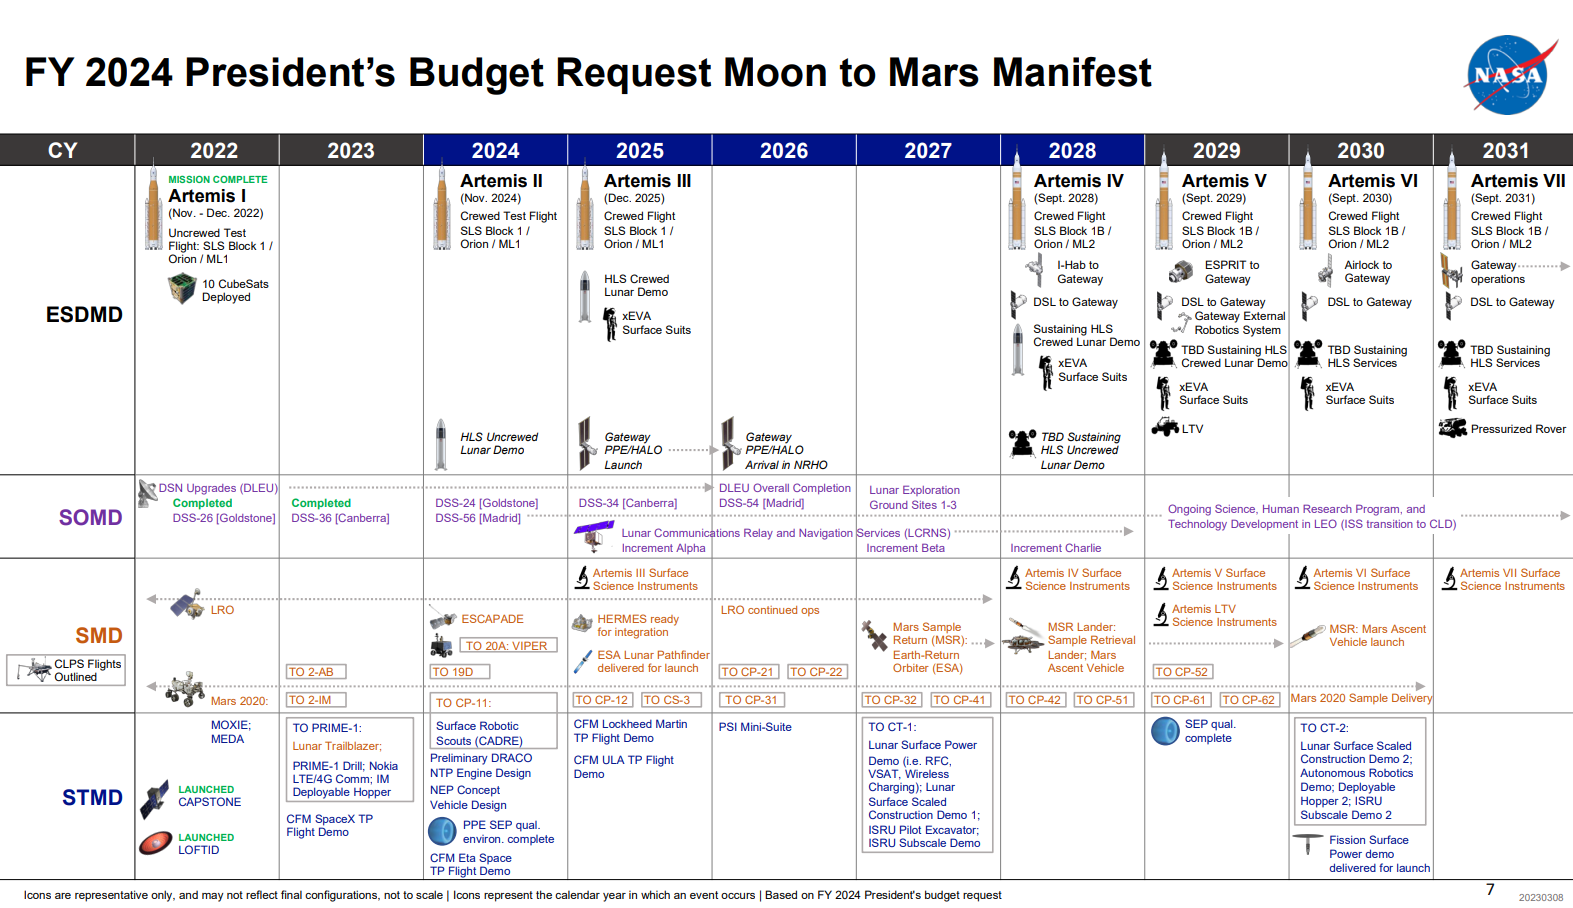 FY 2024 President's Budget Request Moon to Mars Manifest
NASA
CY
2022
2023
2024
2025
2026
2027
2028
2029
2030
2031
ESDMD
MISSION COMPLETE
Artemis I
(Nov. - Dec. 2022)
Uncrewed Test
Flight: SLS Block 1 /
Orion / ML1
10 CubeSats
Deployed
Artemis II
(Nov. 2024)
Crewed Test Flight
SLS Block 1 /
Orion / ML1
HLS Uncrewed
Lunar Demo
Artemis III
(Dec. 2025)
Crewed Flight
SLS Block 1 /
Orion / ML1
HLS Crewed
Lunar Demo
xEVA
Surface Suits
Gateway
PPE/HALO
Launch
Gateway
PPE/HALO
Arrival in NRHO
Artemis IV
(Sept. 2028)
Crewed Flight
SLS Block 1B /
Orion / ML2
I-Hab to
Gateway
DSL to Gateway
Sustaining HLS
Crewed Lunar Demo
xEVA
Surface Suits
TBD Sustaining
HLS Uncrewed
Lunar Demo
Artemis V
(Sept. 2029)
Crewed Flight
SLS Block 1B /
Orion / ML2
ESPRIT to
Gateway
DSL to Gateway
Gateway External
Robotics System
TBD Sustaining HLS
Crewed Lunar Demo
xEVA
Surface Suits
LTV
Artemis VI
(Sept. 2030)
Crewed Flight
SLS Block 1B /
Orion / ML2
Airlock to
Gateway
DSL to Gateway
TBD Sustaining
HLS Services
xEVA
Surface Suits
Artemis VII
(Sept. 2031)
Crewed Flight
SLS Block 1B /
Orion / ML2
Gateway
operations
DSL to Gateway
TBD Sustaining
HLS Services
xEVA
Surface Suits
Pressurized Rover
SOMD
DSN Upgrades (DLEU)
Completed
DSS-26 [Goldstone]
Completed
DSS-36 [Canberra]
DSS-24 [Goldstone]
DSS-56 [Madrid]
DSS-34 [Canberra]
DLEU Overall Completion
DSS-54 [Madrid]
Lunar Exploration
Ground Sites 1-3
Lunar Communications Relay and Navigation Services (LCRNS)
Increment Alpha
Increment Beta
Increment Charlie
Ongoing Science, Human Research Program, and
Technology Development in LEO (ISS transition to CLD)
SMD
CLPS Flights
Outlined
LRO
Mars 2020:
TO 2-AB
TO 2-IM
ESCAPADE
TO 20A: VIPER
TO 19D
TO CP-11:
Artemis III Surface
Science Instruments
HERMES ready
for integration
ESA Lunar Pathfinder
delivered for launch
TO CP-12
TO CS-3
LRO continued ops
TO CP-21
TO CP-22
TO CP-31
Mars Sample
Return (MSR):
Earth-Return
Orbiter (ESA)
TO CP-32
TO CP-41
Artemis IV Surface
Science Instruments
MSR Lander:
Sample Retrieval
Lander; Mars
Ascent Vehicle
TO CP-42
TO CP-51
Artemis V Surface
Science Instruments
Artemis LTV
Science Instruments
TO CP-52
TO CP-61
TO CP-62
Artemis VI Surface
Science Instruments
MSR: Mars Ascent
Vehicle launch
Mars 2020 Sample Delivery
Artemis VII Surface
Science Instruments
STMD
MOXIE;
MEDA
LAUNCHED
CAPSTONE
LAUNCHED
LOFTID
TO PRIME-1:
Lunar Trailblazer;
PRIME-1 Drill; Nokia
LTE/4G Comm; IM
Deployable Hopper
CFM SpaceX TP
Flight Demo
Surface Robotic
Scouts (CADRE)
Preliminary DRACO
NTP Engine Design
NEP Concept
Vehicle Design
PPE SEP qual.
environ. complete
CFM Eta Space
TP Flight Demo
CFM Lockheed Martin
TP Flight Demo
CFM ULA TP Flight
Demo
PSI Mini-Suite
TO CT-1:
Lunar Surface Power
Demo (i.e. RFC,
VSAT, Wireless
Charging); Lunar
Surface Scaled
Construction Demo 1;
ISRU Pilot Excavator;
ISRU Subscale Demo
SEP qual.
complete
TO CT-2:
Lunar Surface Scaled
Construction Demo 2;
Autonomous Robotics
Demo; Deployable
Hopper 2; ISRU
Subscale Demo 2
Fission Surface
Power demo
delivered for launch
Icons are representative only, and may not reflect final configurations, not to scale | Icons represent the calendar year in which an event occurs | Based on FY 2024 President's budget request
7
20230308